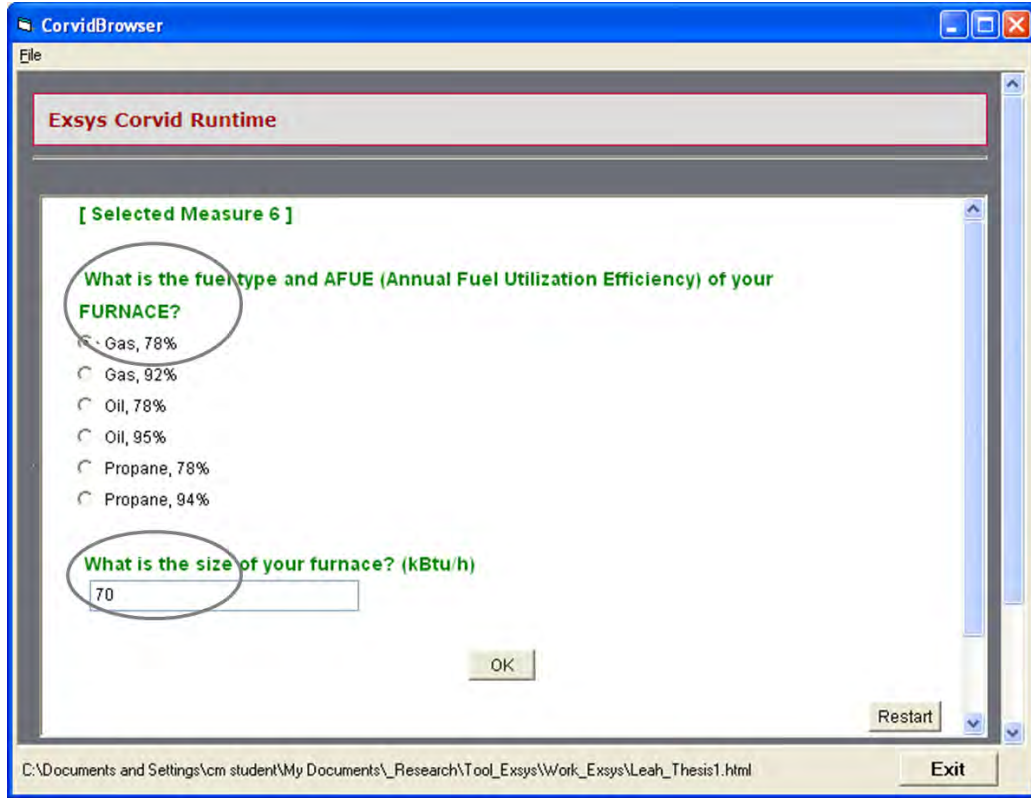 CorvidBrowser
File
Exsys Corvid Runtime
[ Selected Measure 6 ]
What is the fuel type and AFUE (Annual Fuel Utilization Efficiency) of your
FURNACE?
Gas, 78%
Gas, 92%
Oil, 78%
Oil, 95%
Propane, 78%
Propane, 94%
What is the size of your furnace? (kBtu/h)
70
OK
Restart
C:\Documents and Settings\cm student\My Documents\_Research\Tool_Exsys\Work_Exsys\Leah_Thesis1.html
Exit